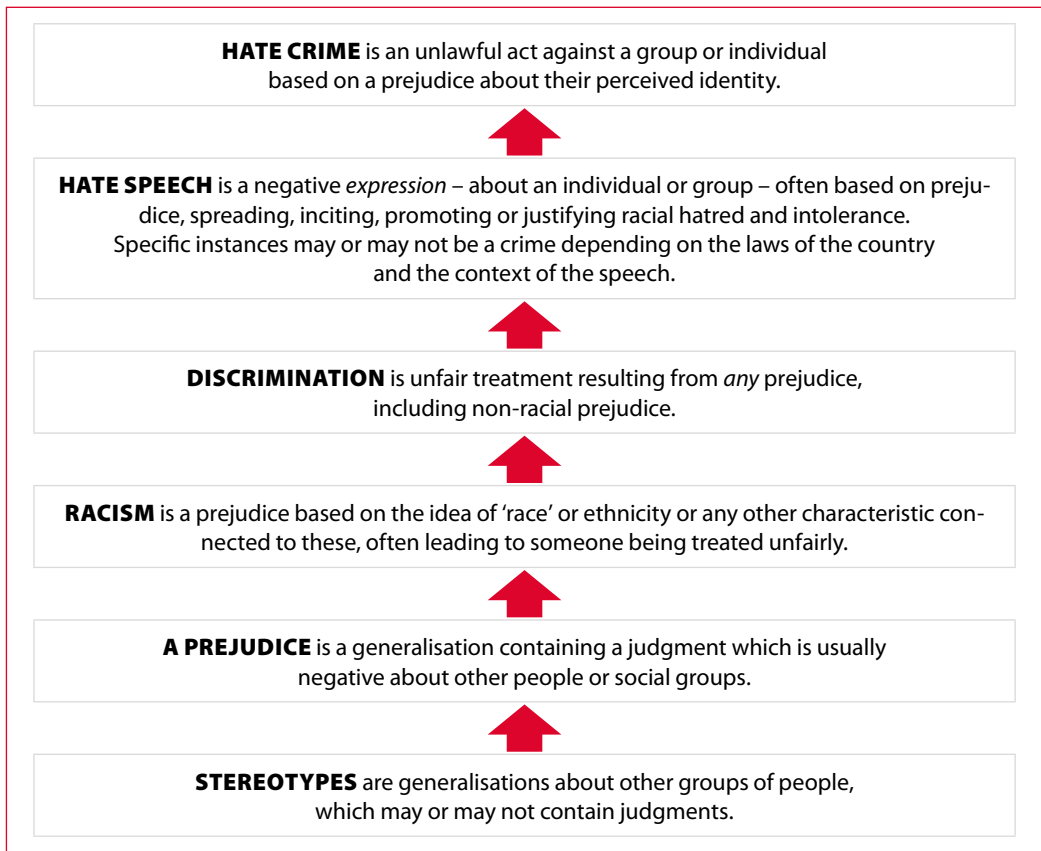 HATE CRIME is an unlawful act against a group or individual
based on a prejudice about their perceived identity.
HATE SPEECH is a negative expression – about an individual or group – often based on preju-
dice, spreading, inciting, promoting or justifying racial hatred and intolerance.
Specific instances may or may not be a crime depending on the laws of the country
and the context of the speech.
DISCRIMINATION is unfair treatment resulting from any prejudice,
including non-racial prejudice.
RACISM is a prejudice based on the idea of ‘race’ or ethnicity or any other characteristic con-
nected to these, often leading to someone being treated unfairly.
A PREJUDICE is a generalisation containing a judgment which is usually
negative about other people or social groups.
STEREOTYPES are generalisations about other groups of people,
which may or may not contain judgments.